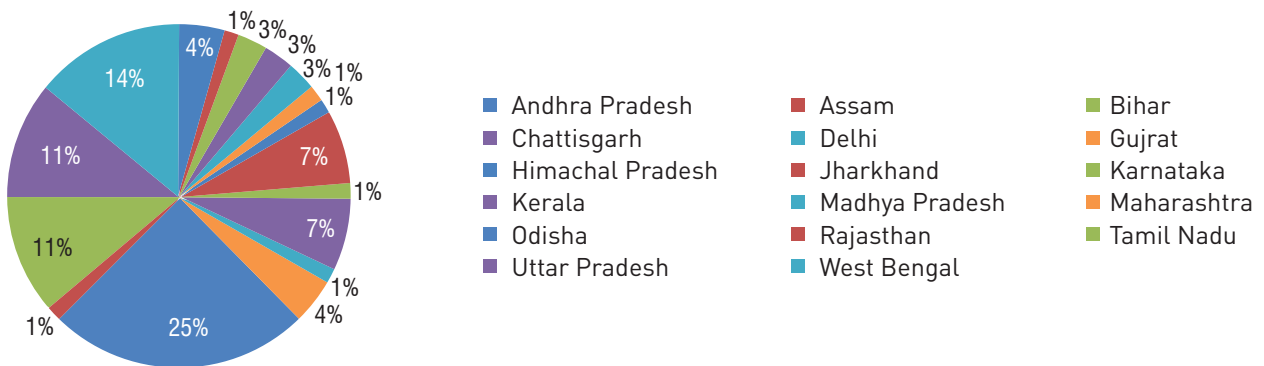 1%
3%
4%
3%
3% 1%
14%
1%
7%
11%
1%
7%
11%
1%
4%
1%
25%
Andhra Pradesh Assam Bihar
Chattisgarh Delhi Gujrat
Himachal Pradesh Jharkhand Karnataka
Kerala Madhya Pradesh Maharashtra
Odisha Rajasthan Tamil Nadu
Uttar Pradesh West Bengal